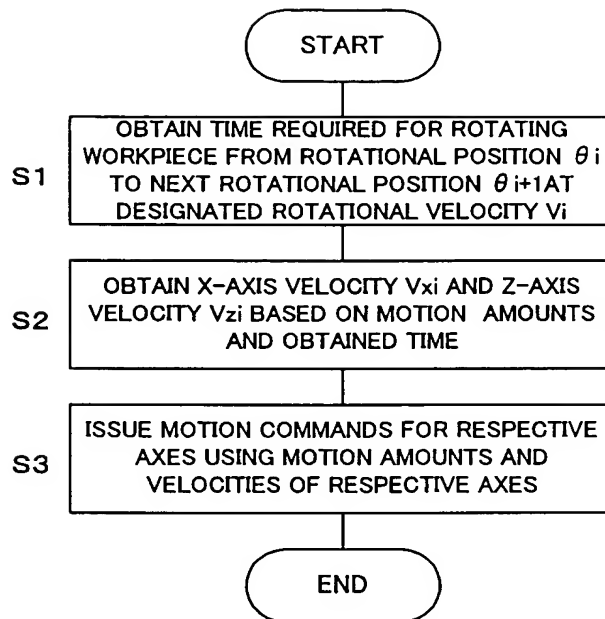 START
S1
OBTAIN TIME REQUIRED FOR ROTATING
WORKPIECE FROM ROTATIONAL POSITION θi
TO NEXT ROTATIONAL POSITION θi+1AT
DESIGNATED ROTATIONAL VELOCITY Vi
S2
OBTAIN X-AXIS VELOCITY Vxi AND Z-AXIS
VELOCITY Vzi BASED ON MOTION AMOUNTS
AND OBTAINED TIME
S3
ISSUE MOTION COMMANDS FOR RESPECTIVE
AXES USING MOTION AMOUNTS AND
VELOCITIES OF RESPECTIVE AXES
END